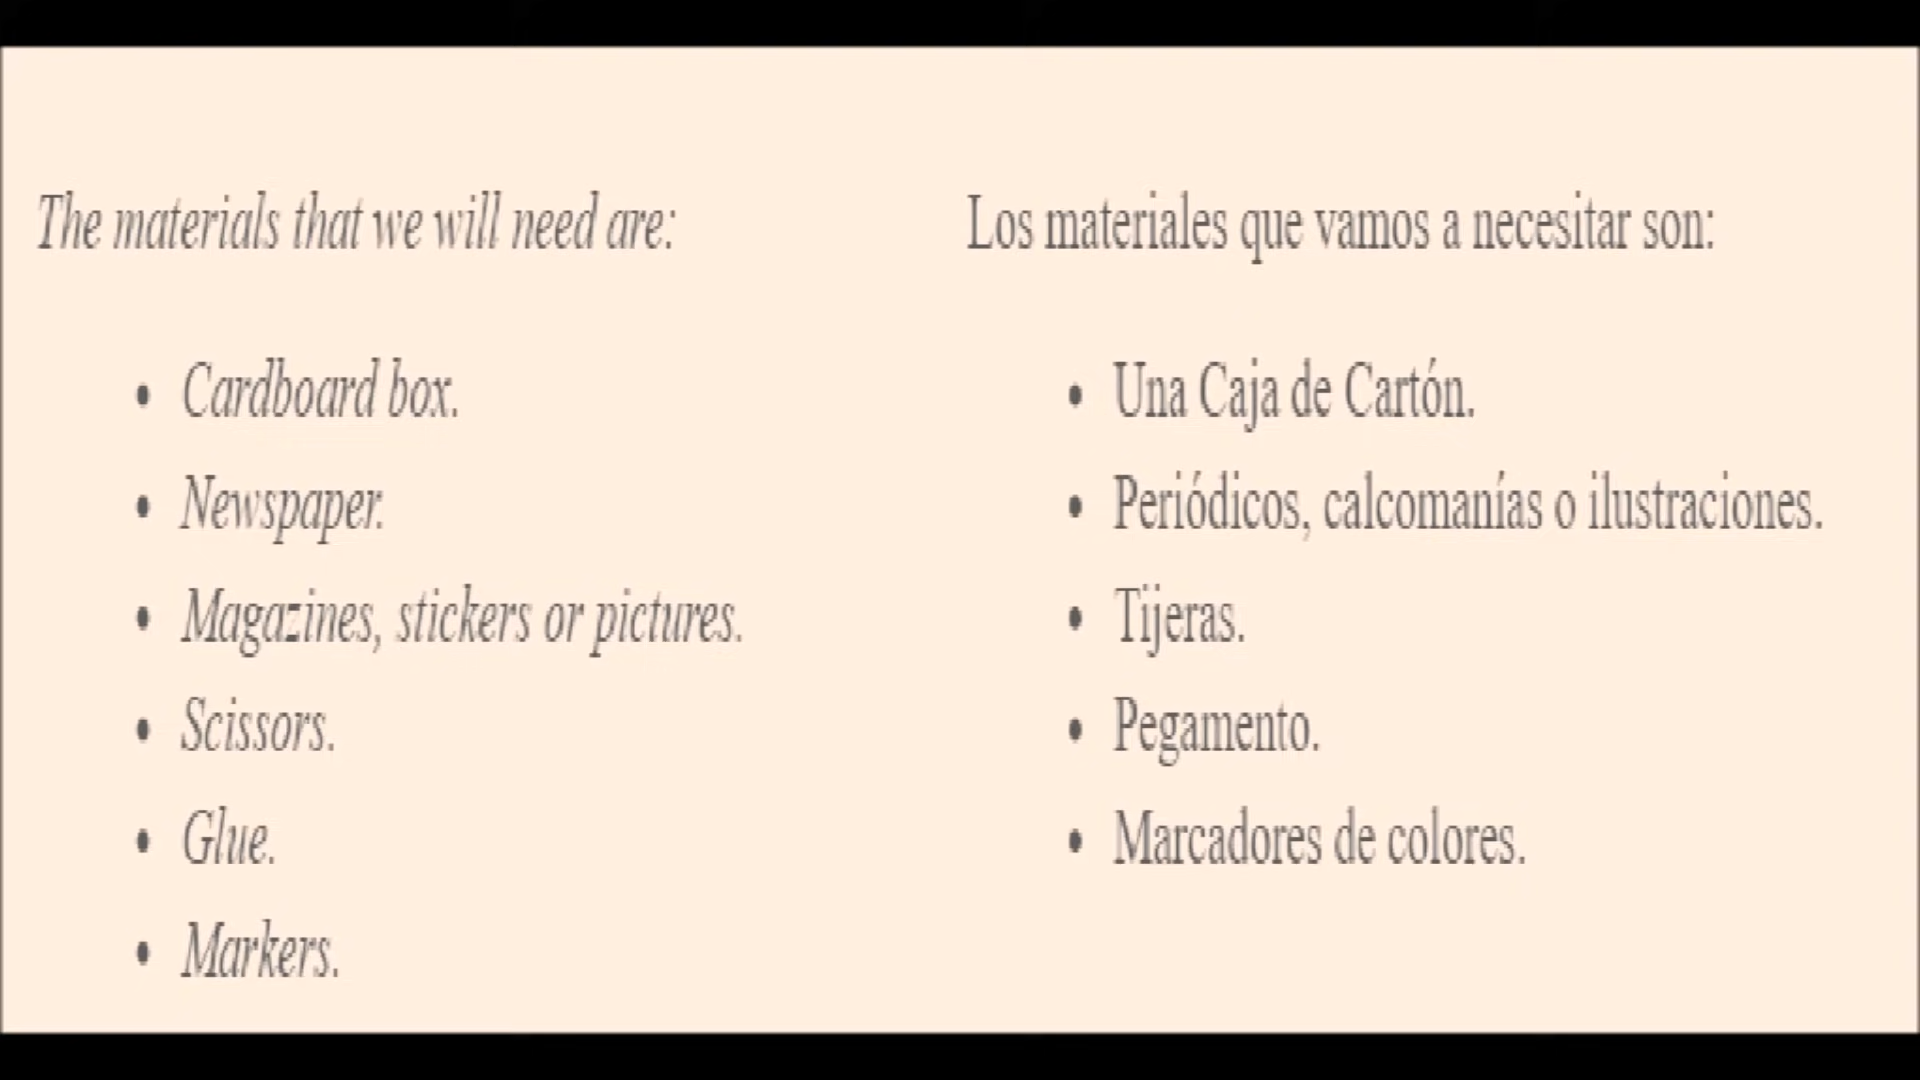 The materials that we will need are:
• Cardboard box.
• Newspaper.
• Magazines, stickers or pictures.
• Scissors.
• Glue.
• Markers.
Los materiales que vamos a necesitar son:
• Una Caja de Cartón.
• Periódicos, calcomanías o ilustraciones.
• Tijeras.
• Pegamento.
• Marcadores de colores.